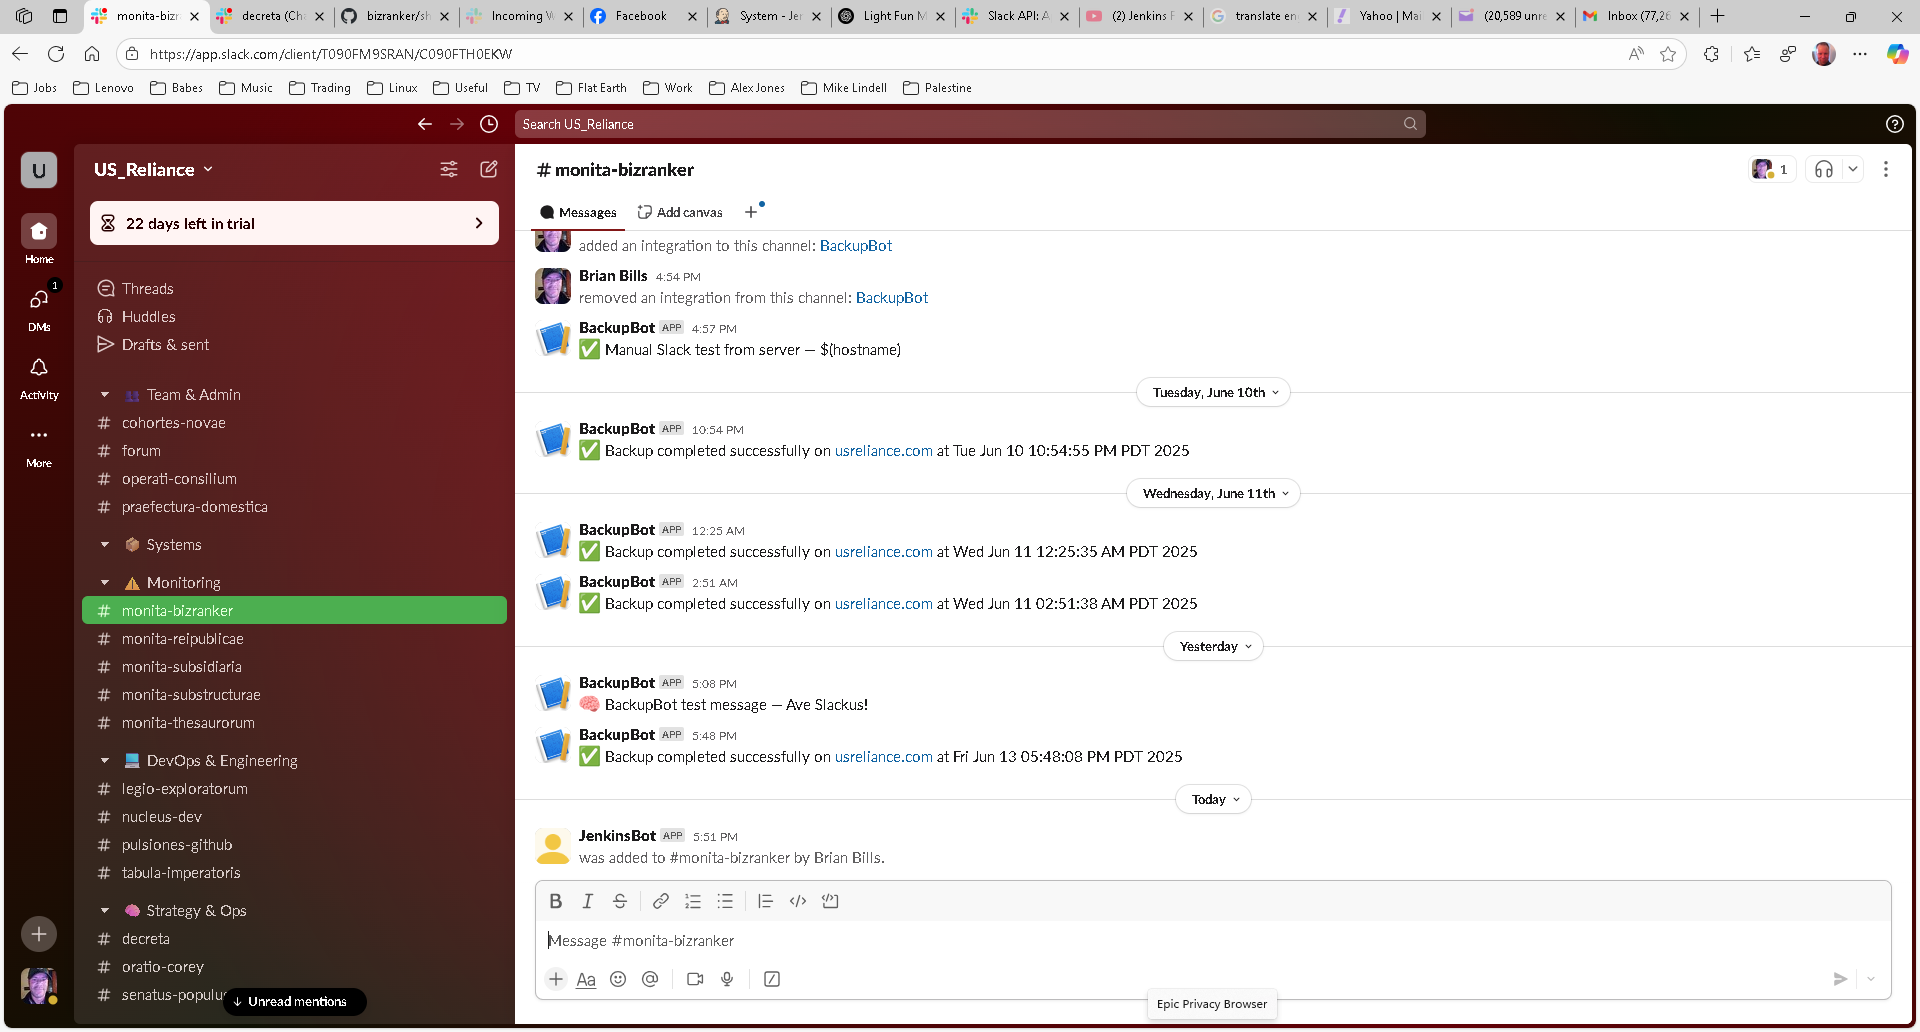 monita-bizr
decreta (Cha
bizranker/sh
Incoming W
Facebook
System - Jer
Light Fun M
Slack API: A
(2) Jenkins F
translate en
Yahoo | Mai
(20,589 unre
Inbox (77,26
https://app.slack.com/client/T090FM9SRAN/C090FTH0EKW
Jobs
Lenovo
Babes
Music
Trading
Linux
Useful
TV
Flat Earth
Work
Alex Jones
Mike Lindell
Palestine
Search US_Reliance
U
Home
1
DMs
Activity
More
US_Reliance
22 days left in trial
Threads
Huddles
Drafts & sent
Team & Admin
# cohortes-novae
# forum
# operati-consilium
# praefectura-domestica
Systems
Monitoring
# monita-bizranker
# monita-reipublicae
# monita-subsidiaria
# monita-substructurae
# monita-thesaurorum
DevOps & Engineering
# legio-exploratorum
# nucleus-dev
# pulsiones-github
# tabula-imperatoris
Strategy & Ops
# decreta
# oratio-corey
# senatus-populu
Unread mentions
# monita-bizranker
1
Messages
Add canvas
added an integration to this channel: BackupBot
Brian Bills 4:54 PM
removed an integration from this channel: BackupBot
BackupBot APP 4:57 PM
✅ Manual Slack test from server — $(hostname)
Tuesday, June 10th
BackupBot APP 10:54 PM
✅ Backup completed successfully on usreliance.com at Tue Jun 10 10:54:55 PM PDT 2025
Wednesday, June 11th
BackupBot APP 12:25 AM
✅ Backup completed successfully on usreliance.com at Wed Jun 11 12:25:35 AM PDT 2025
BackupBot APP 2:51 AM
✅ Backup completed successfully on usreliance.com at Wed Jun 11 02:51:38 AM PDT 2025
Yesterday
BackupBot APP 5:08 PM
🧠 BackupBot test message — Ave Slackus!
BackupBot APP 5:48 PM
✅ Backup completed successfully on usreliance.com at Fri Jun 13 05:48:08 PM PDT 2025
Today
JenkinsBot APP 5:51 PM
was added to #monita-bizranker by Brian Bills.
B I S
Message #monita-bizranker
Aa
Epic Privacy Browser